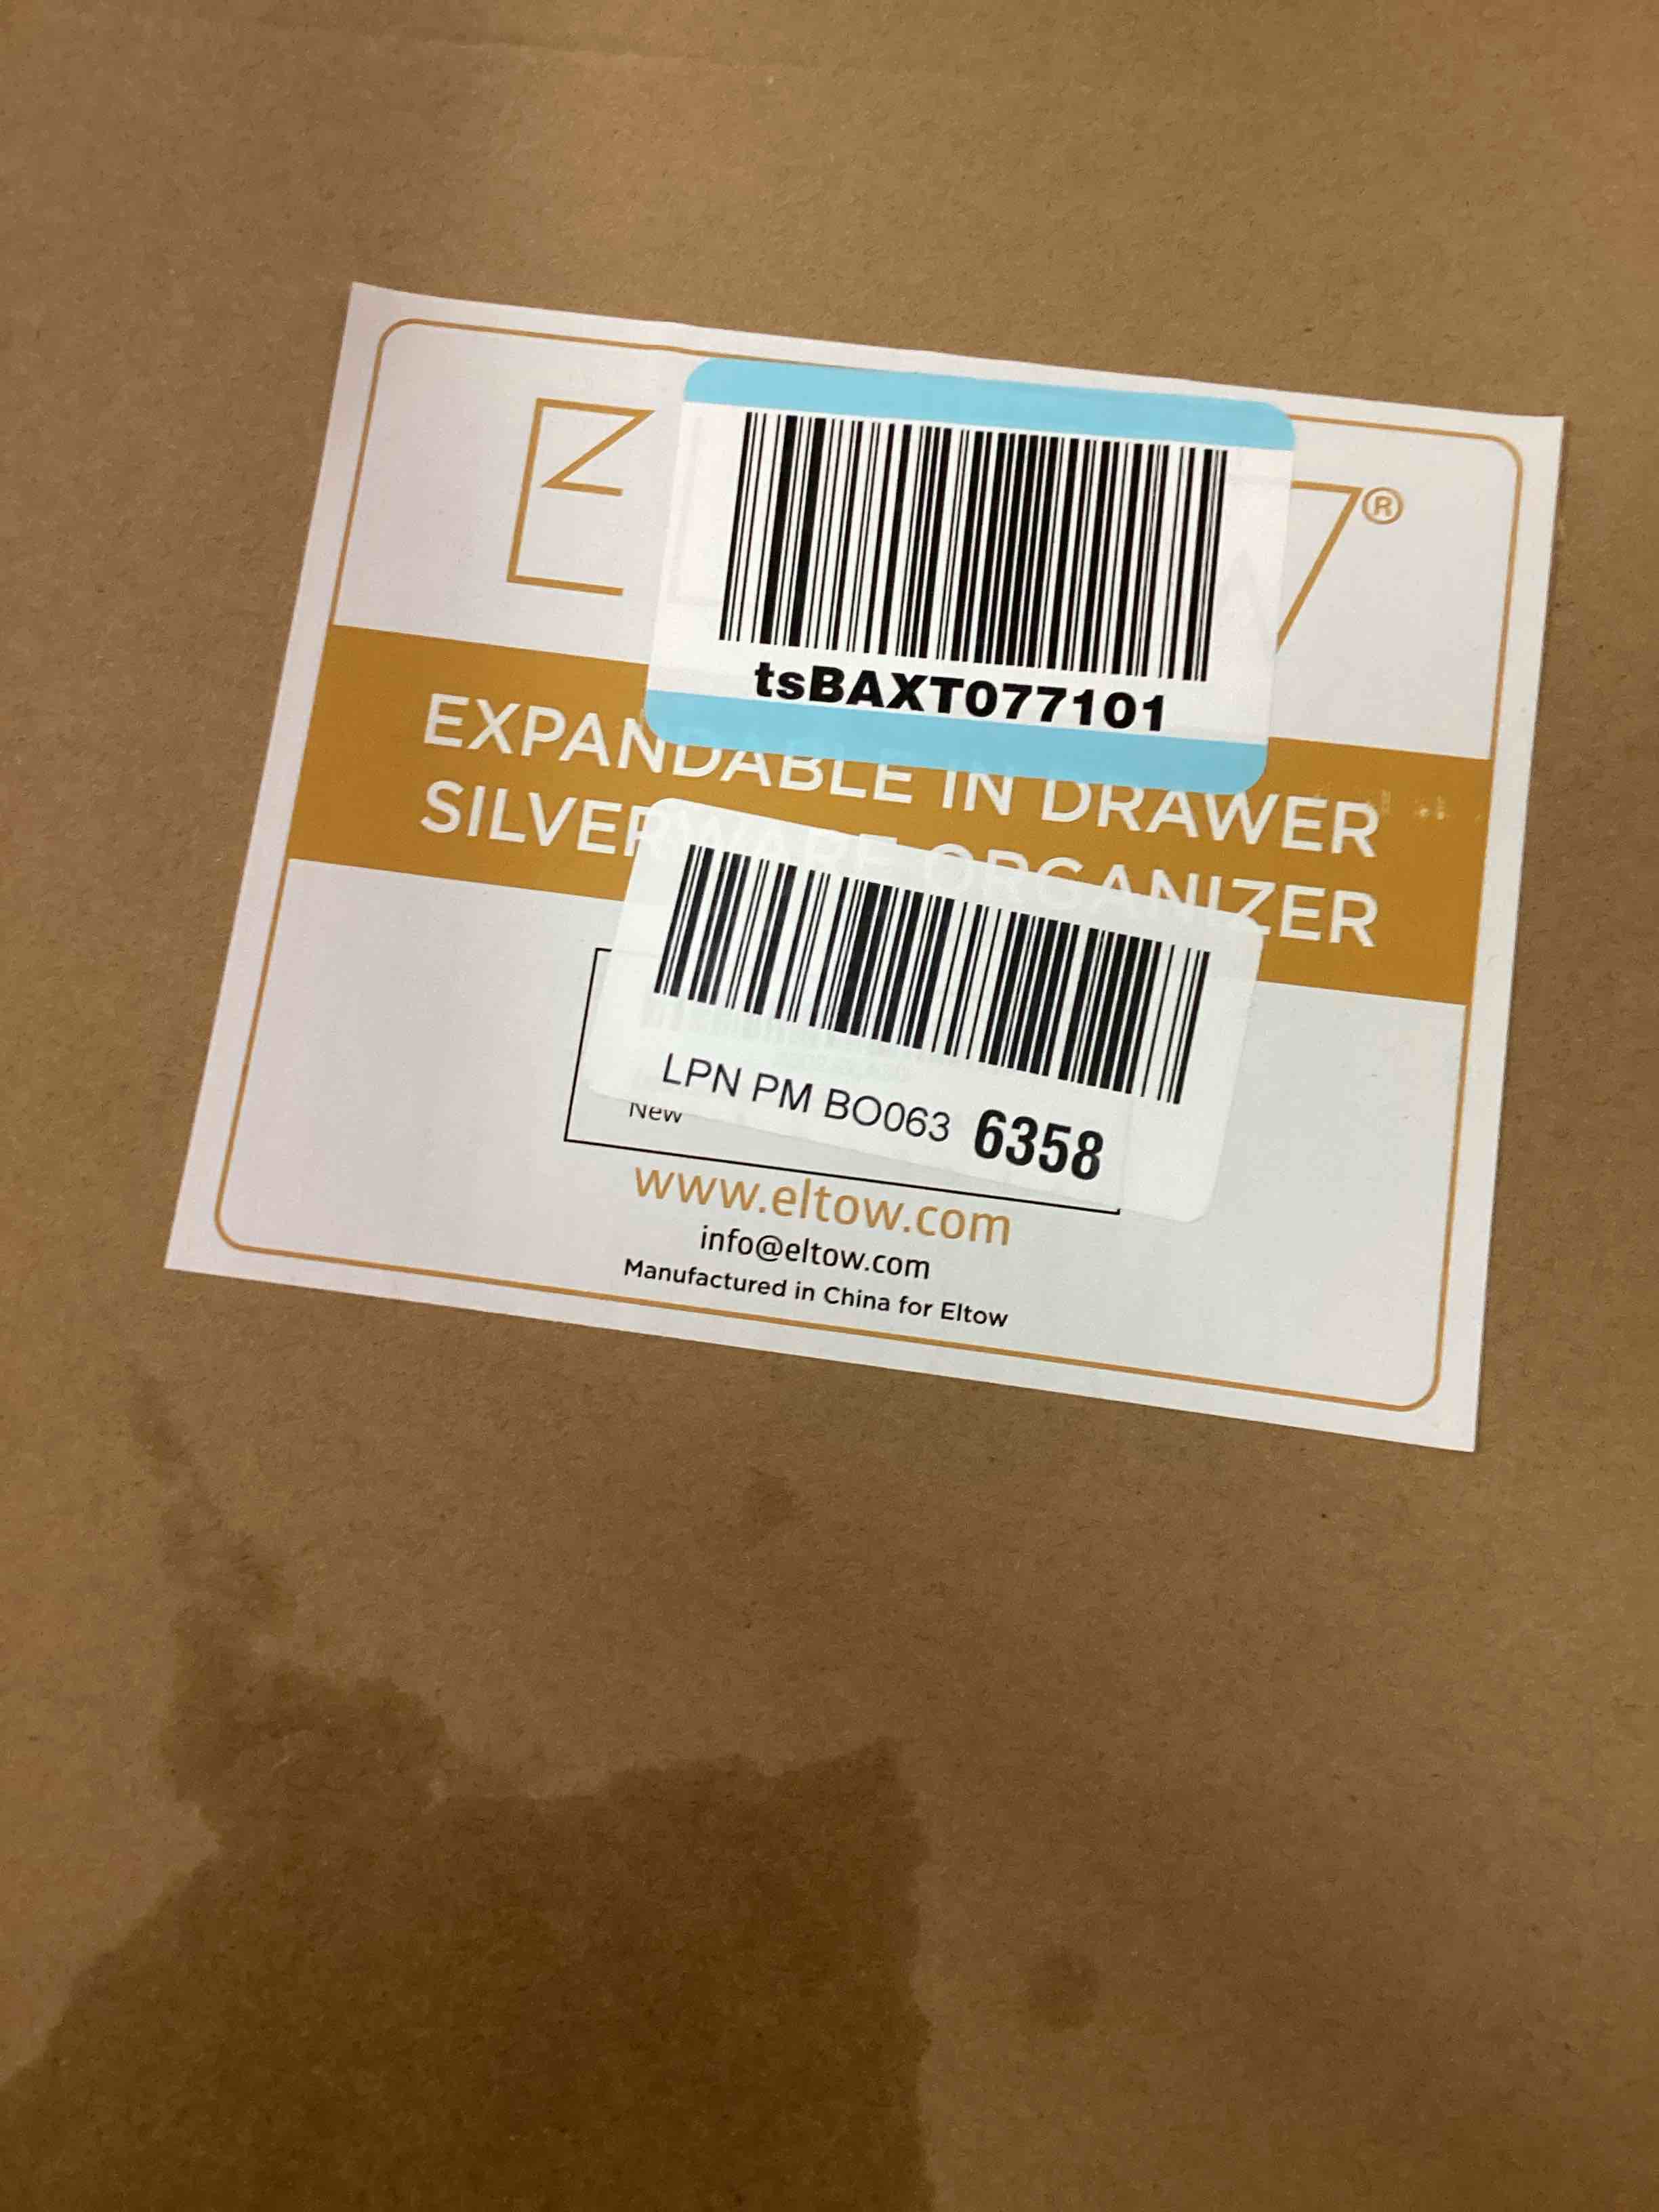 E
®
tsBAXT077101
EXPANDABLE IN DRAWER
SILVERWARE ORGANIZER
LPN PM BO063 6358
New
www.eltow.com
info@eltow.com
Manufactured in China for Eltow